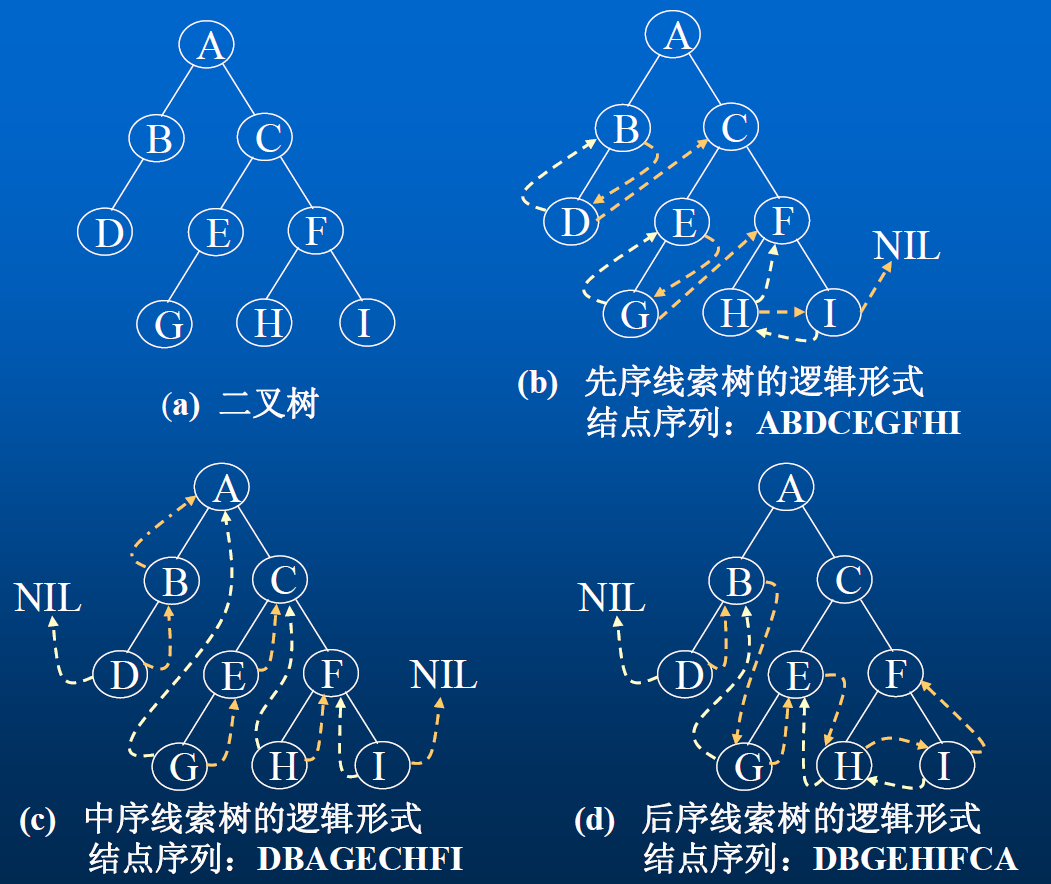 A
B C
D E F
G H I
(a) 二叉树
A
B C
D E F
NIL
G H I
(b) 先序线索树的逻辑形式
结点序列：ABDCEGFHI
A
B C
NIL
D E F
NIL
G H I
(c) 中序线索树的逻辑形式
结点序列：DBAGECHFI
A
B C
NIL
D E F
G H I
(d) 后序线索树的逻辑形式
结点序列：DBGEHIFCA